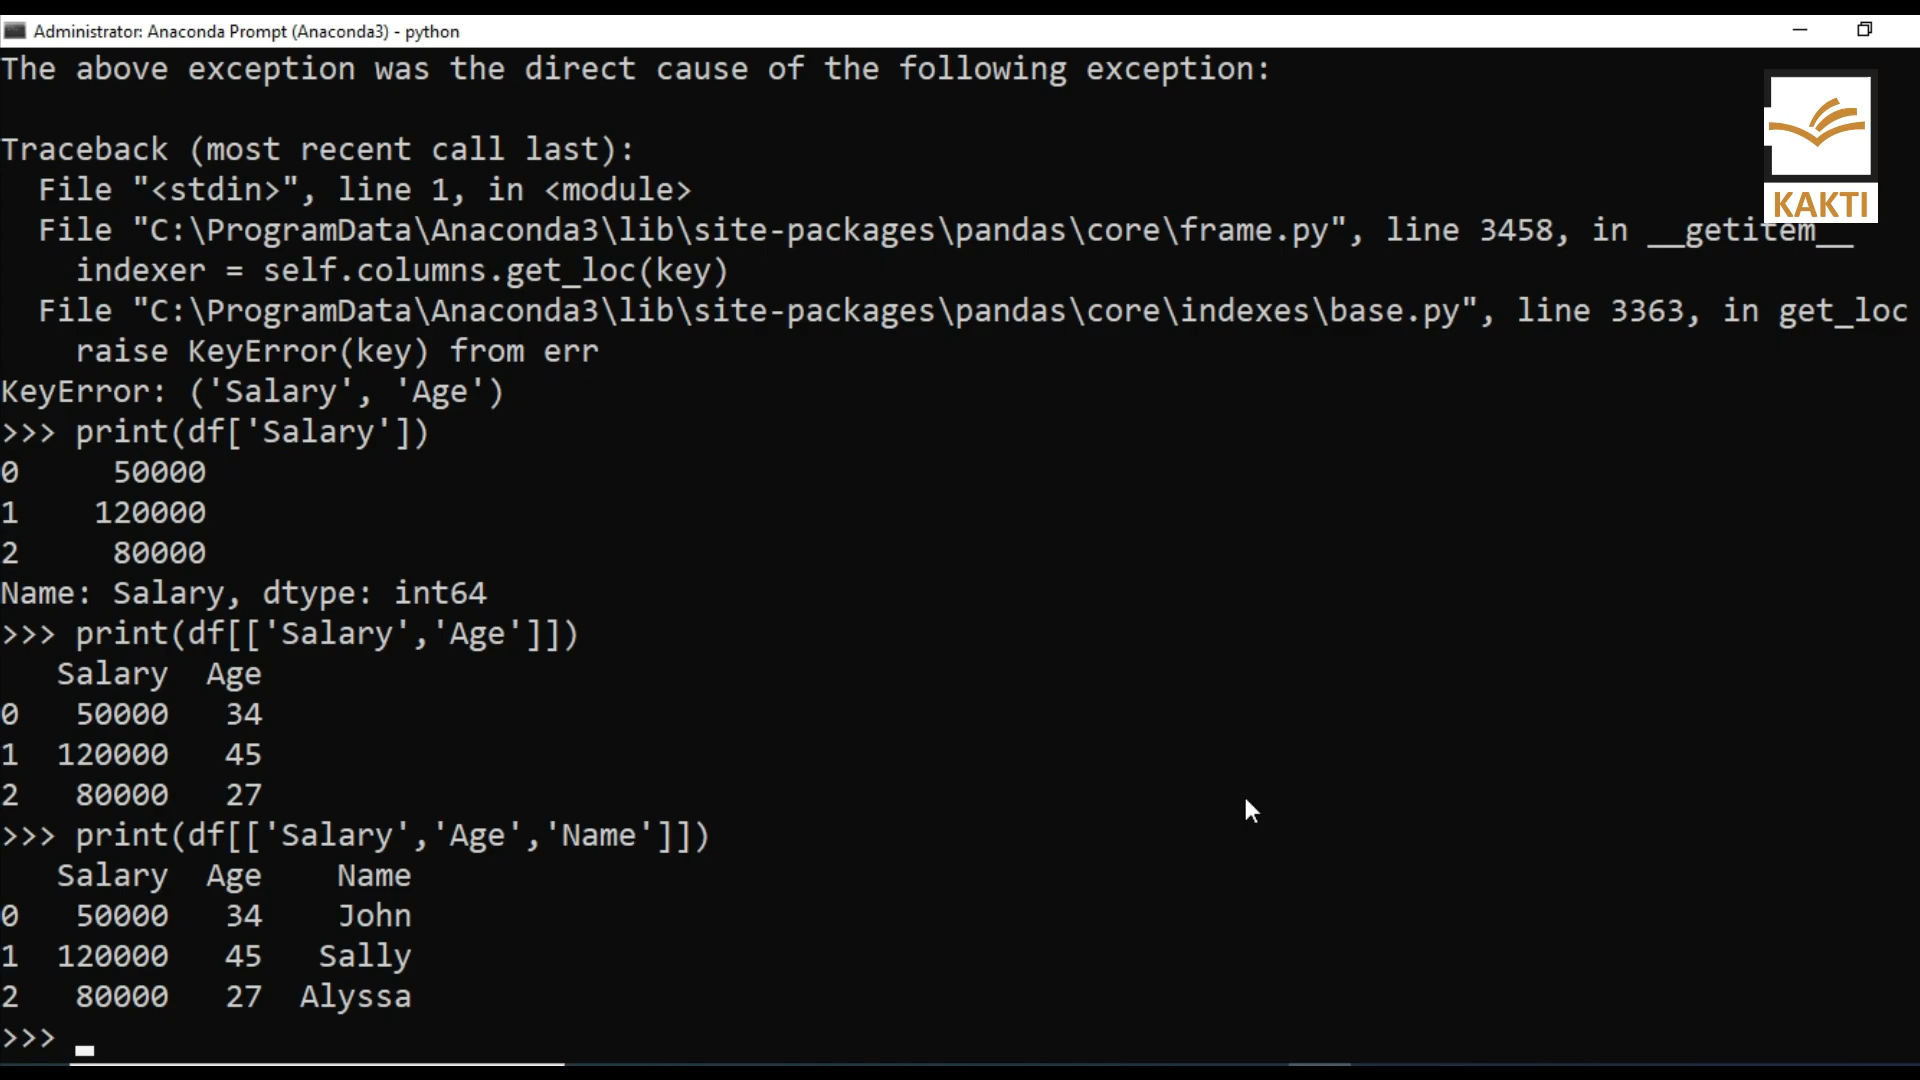 Administrator: Anaconda Prompt (Anaconda3) - python
The above exception was the direct cause of the following exception:
Traceback (most recent call last):
  File "<stdin>", line 1, in <module>
  File "C:\ProgramData\Anaconda3\lib\site-packages\pandas\core\frame.py", line 3458, in __getitem__
    indexer = self.columns.get_loc(key)
  File "C:\ProgramData\Anaconda3\lib\site-packages\pandas\core\indexes\base.py", line 3363, in get_loc
    raise KeyError(key) from err
KeyError: ('Salary', 'Age')
>>> print(df['Salary'])
0     50000
1    120000
2     80000
Name: Salary, dtype: int64
>>> print(df[['Salary','Age']])
   Salary  Age
0   50000   34
1  120000   45
2   80000   27
>>> print(df[['Salary','Age','Name']])
   Salary  Age    Name
0   50000   34    John
1  120000   45   Sally
2   80000   27  Alyssa
>>>
KAKTI